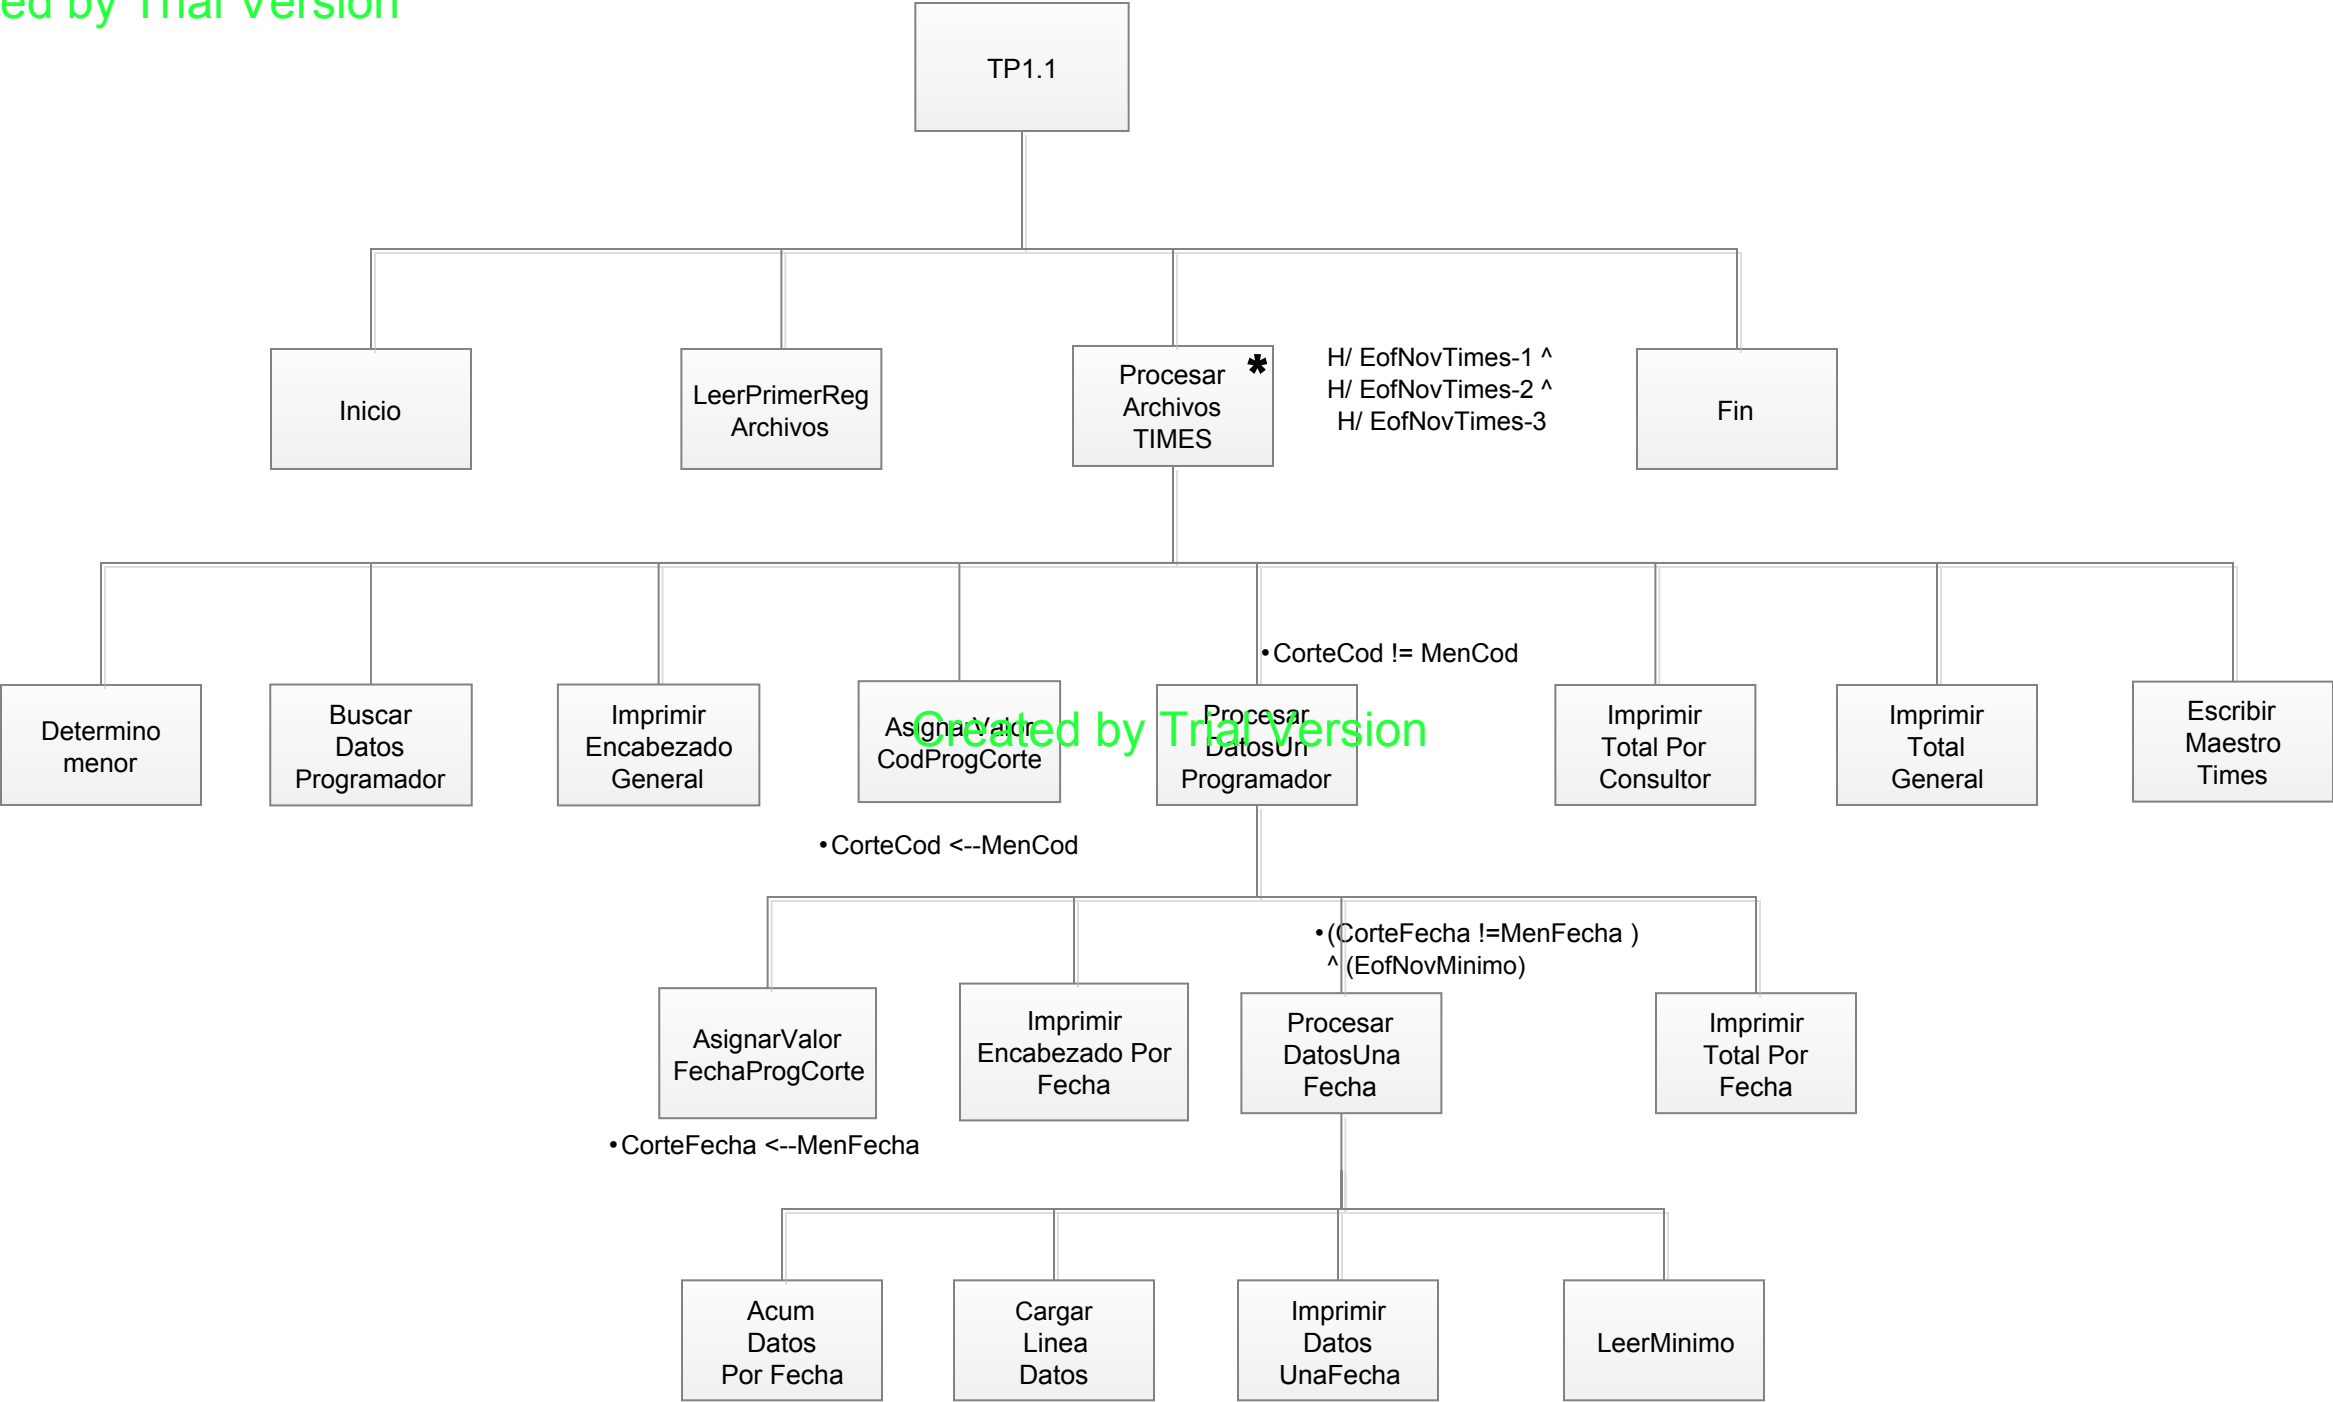 ed by Trial Version
TP1.1
Inicio
LeerPrimerReg
Archivos
Procesar
Archivos
TIMES
*
H/ EofNovTimes-1 ^
H/ EofNovTimes-2 ^
H/ EofNovTimes-3
Fin
•CorteCod != MenCod
Determino
menor
Buscar
Datos
Programador
Imprimir
Encabezado
General
AsignarValor
CodProgCorte
Procesar
DatosUn
Programador
Created by Trial Version
Imprimir
Total Por
Consultor
Imprimir
Total
General
Escribir
Maestro
Times
•CorteCod <--MenCod
•(CorteFecha !=MenFecha )
^ (EofNovMinimo)
AsignarValor
FechaProgCorte
Imprimir
Encabezado Por
Fecha
Procesar
DatosUna
Fecha
Imprimir
Total Por
Fecha
•CorteFecha <--MenFecha
Acum
Datos
Por Fecha
Cargar
Linea
Datos
Imprimir
Datos
UnaFecha
LeerMinimo